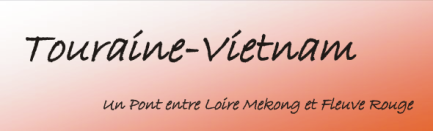 Touraine-Vietnam
Un Pont entre Loire Mekong et Fleuve Rouge